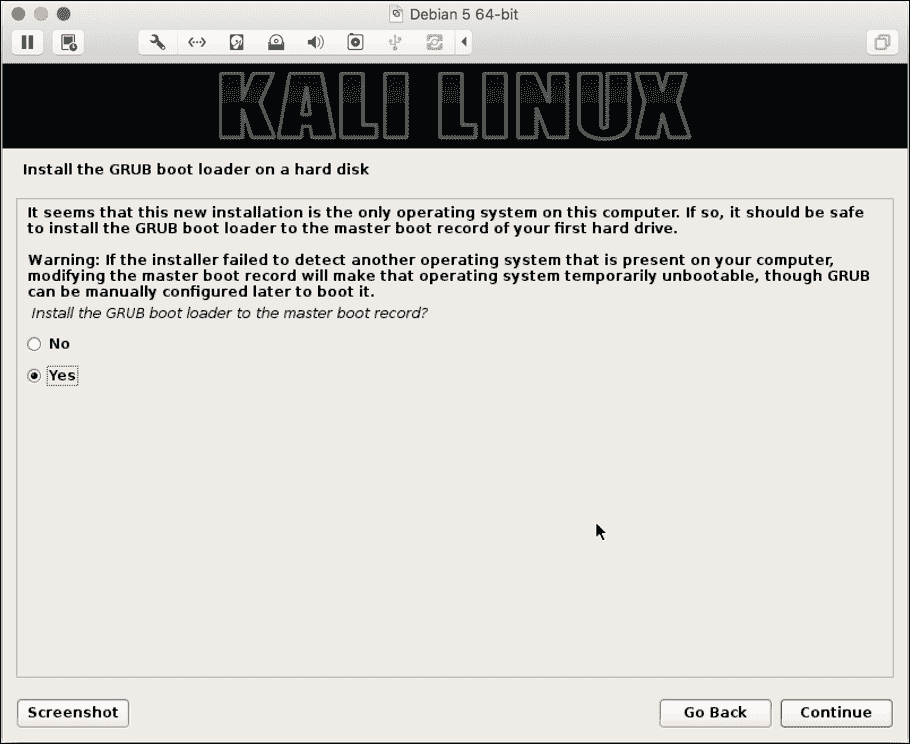 Debian 5 64-bit
KALI LINUX
Install the GRUB boot loader on a hard disk
It seems that this new installation is the only operating system on this computer. If so, it should be safe
to install the GRUB boot loader to the master boot record of your first hard drive.
Warning: If the installer failed to detect another operating system that is present on your computer,
modifying the master boot record will make that operating system temporarily unbootable, though GRUB
can be manually configured later to boot it.
Install the GRUB boot loader to the master boot record?
No
Yes
Screenshot
Go Back
Continue